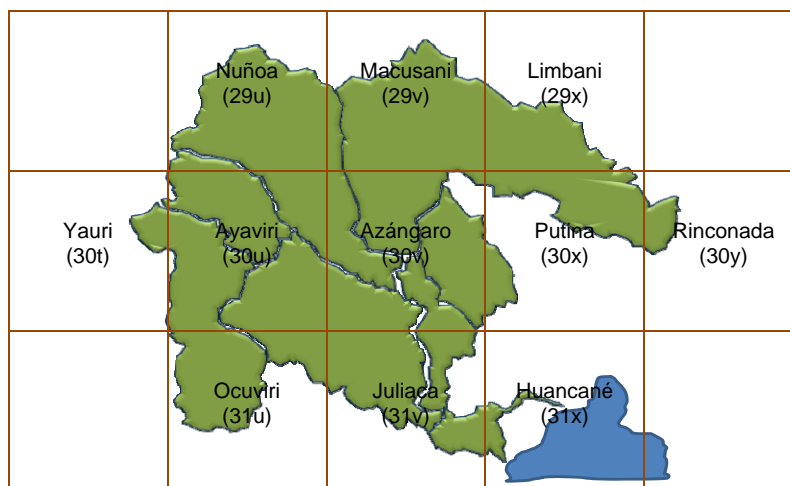 Nuñoa
(29u)
Macusani
(29v)
Limbani
(29x)
Yauri
(30t)
Ayaviri
(30u)
Azángaro
(30v)
Putina
(30x)
Rinconada
(30y)
Ocuviri
(31u)
Juliaca
(31v)
Huancané
(31x)